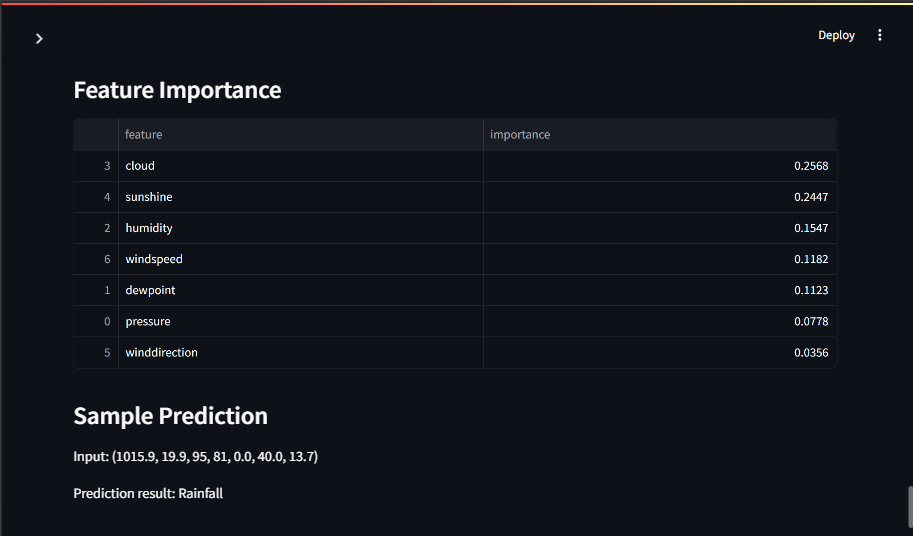 Deploy
Feature Importance
feature importance
3 cloud 0.2568
4 sunshine 0.2447
2 humidity 0.1547
6 windspeed 0.1182
1 dewpoint 0.1123
0 pressure 0.0778
5 winddirection 0.0356
Sample Prediction
Input: (1015.9, 19.9, 95, 81, 0.0, 40.0, 13.7)
Prediction result: Rainfall